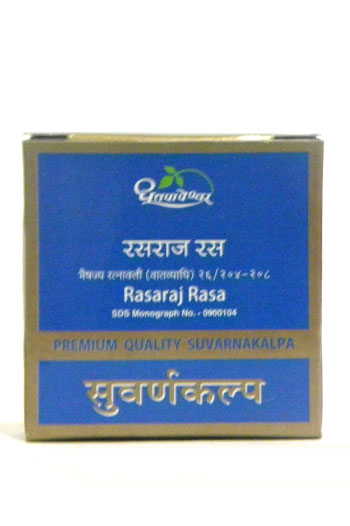 धूतपापेश्वर
रसराज रस
भैषज्य रत्नावली (वातव्याधि) २६/२०४-२०८
Rasaraj Rasa
SDS Monograph No. - 0900104
PREMIUM QUALITY SUVARNAKALPA
सुवर्णकल्प